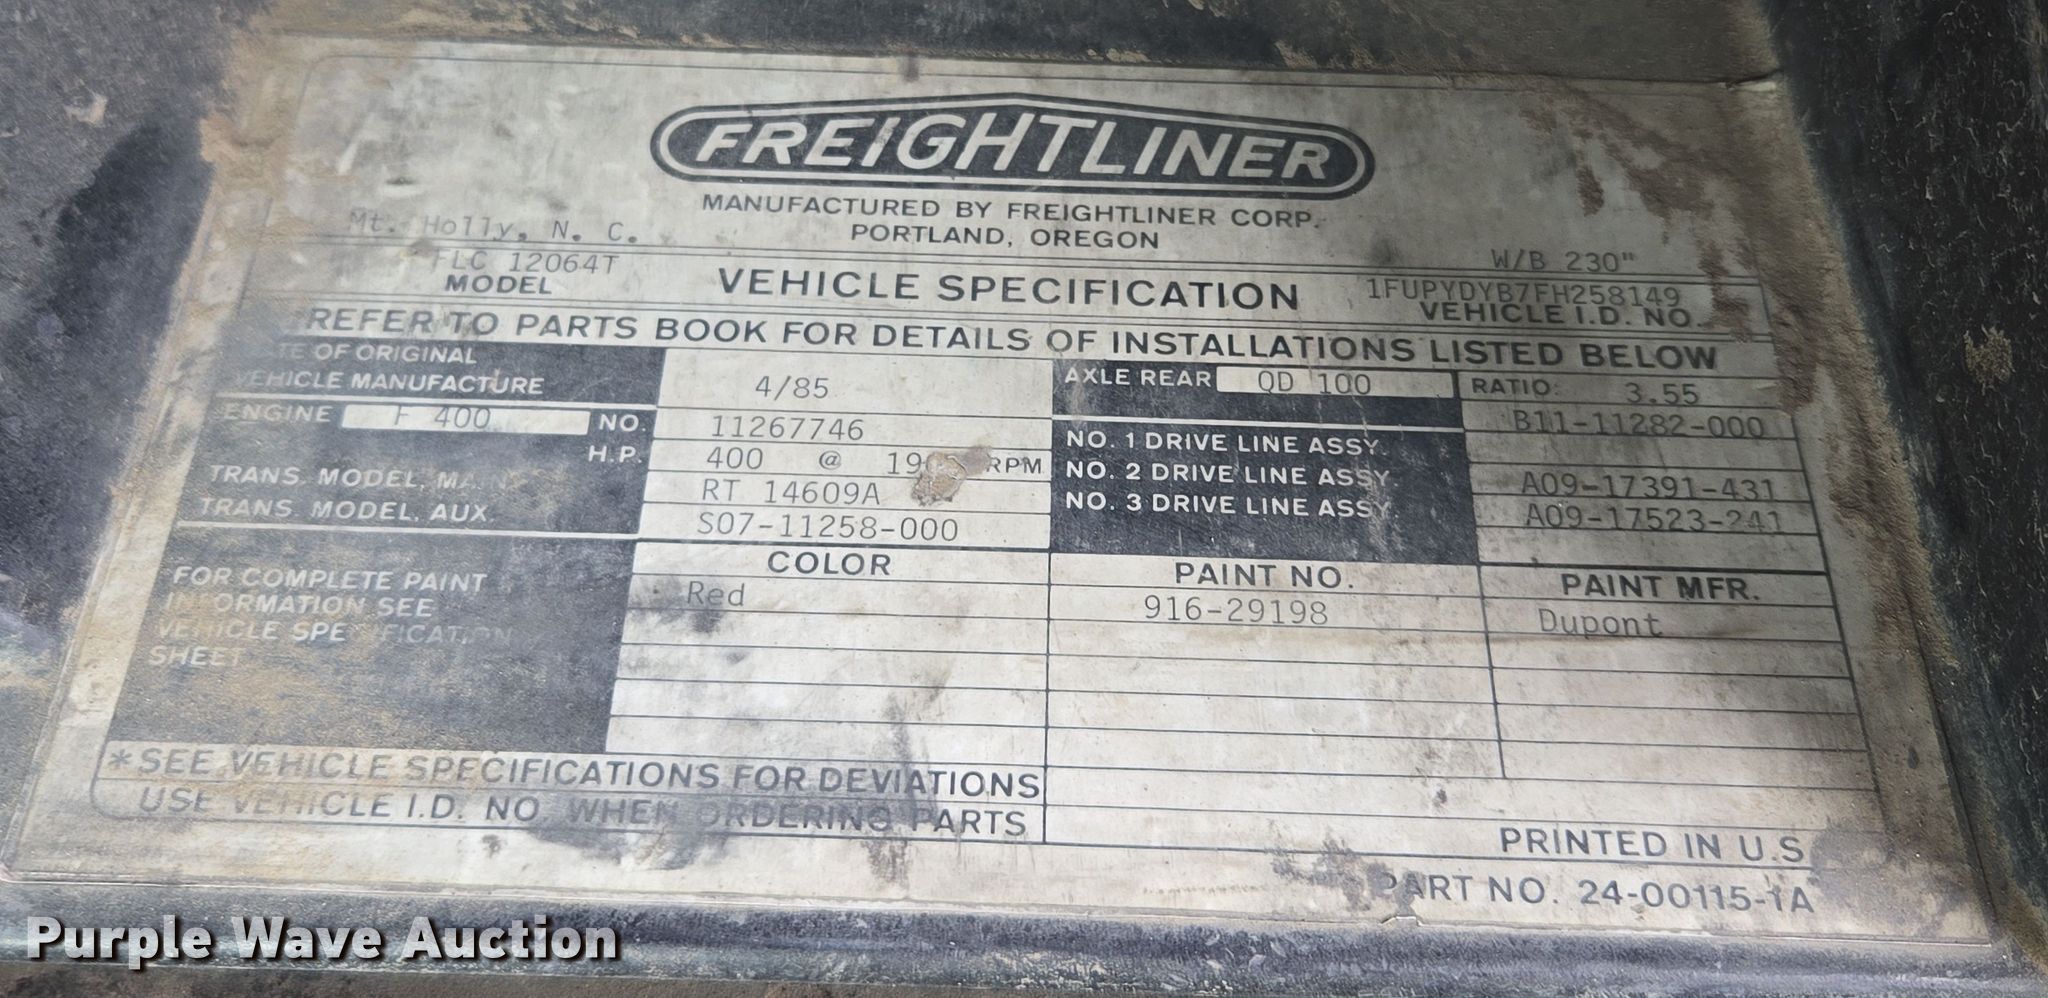 FREIGHTLINER
MANUFACTURED BY FREIGHTLINER CORP.
PORTLAND, OREGON
Mt. Holly, N. C.
W/B 230"
FLC 12064T
1FUPYDYB7FH258149
MODEL
VEHICLE SPECIFICATION
VEHICLE I.D. NO.
REFER TO PARTS BOOK FOR DETAILS OF INSTALLATIONS LISTED BELOW
OF ORIGINAL
VEHICLE MANUFACTURE 4/85
AXLE REAR QD 100 RATIO: 3.55
B11-11282-000
ENGINE F 400 NO. 11267746
H.P. 400 @ RPM
TRANS. MODEL, RT 14609A
TRANS. MODEL, AUX. S07-11258-000
NO. 1 DRIVE LINE ASSY.
NO. 2 DRIVE LINE ASSY. A09-17391-431
NO. 3 DRIVE LINE ASSY. A09-17523-241
COLOR PAINT NO. PAINT MFR.
Red 916-29198 Dupont
FOR COMPLETE PAINT
INFORMATION SEE
VEHICLE SPECIFICATION
SHEET
*SEE VEHICLE SPECIFICATIONS FOR DEVIATIONS
USE VEHICLE I.D. NO. WHEN ORDERING PARTS
PRINTED IN U.S.
PART NO. 24-00115-1A
Purple Wave Auction